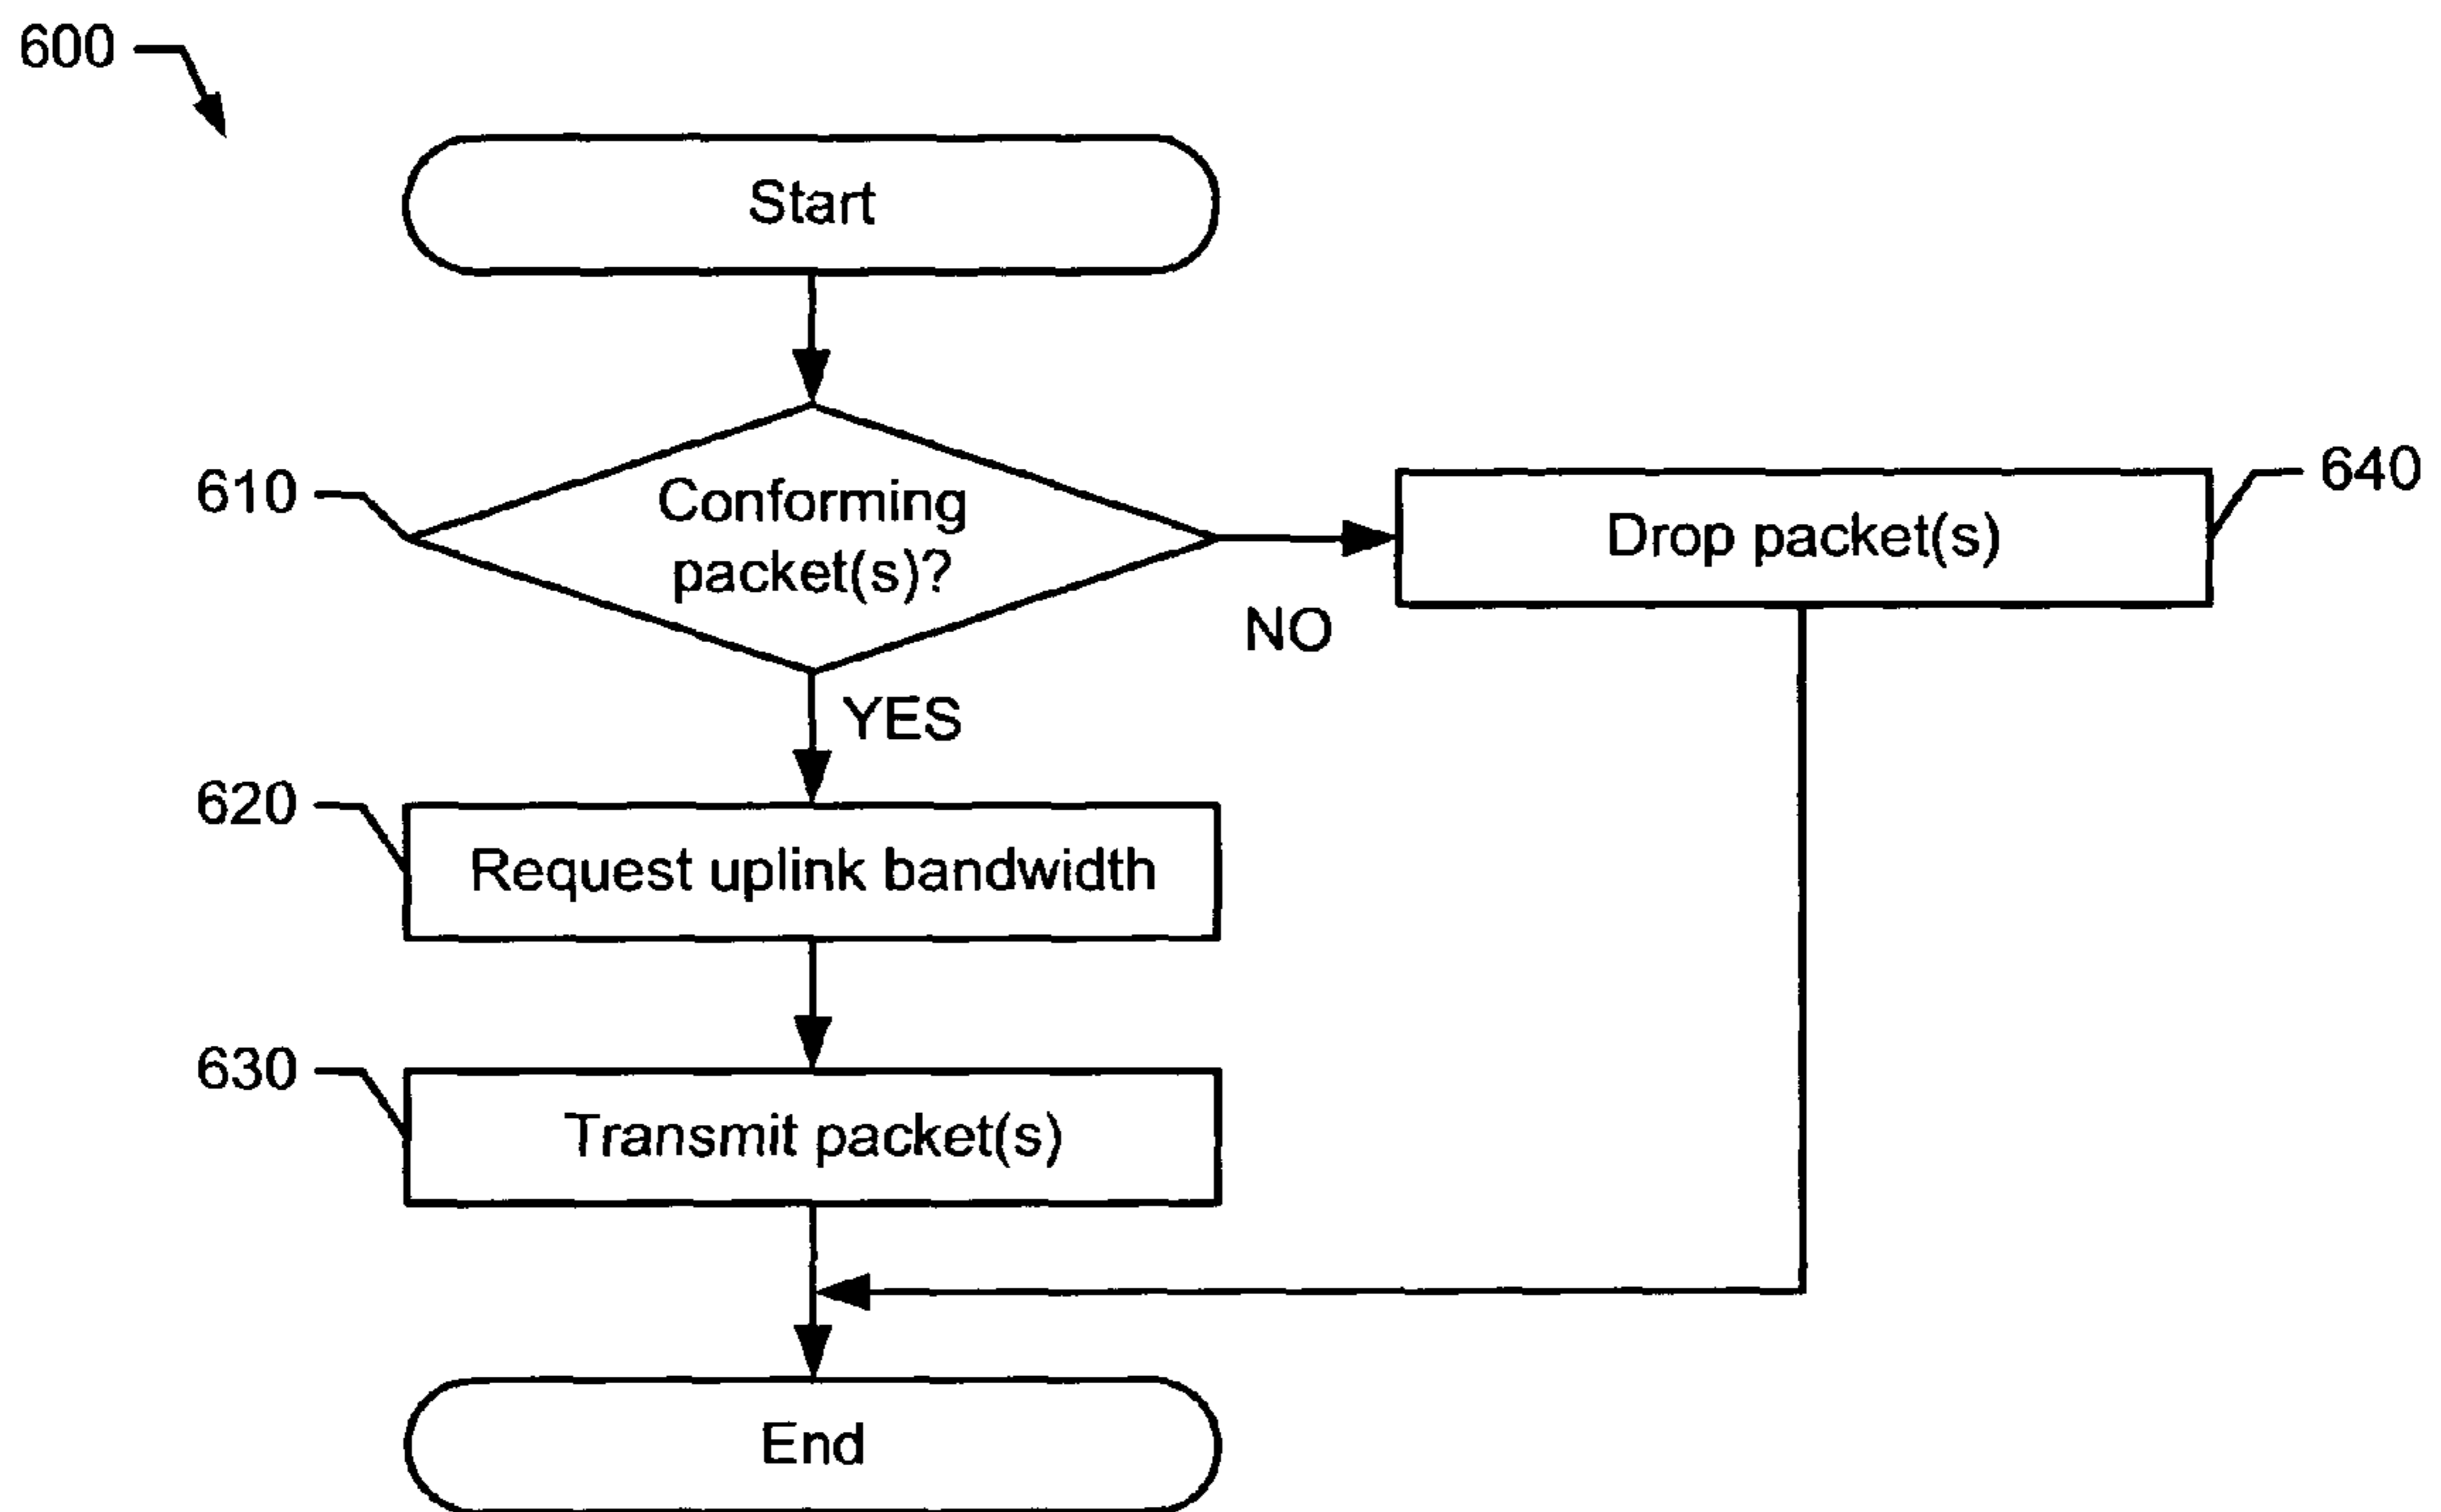 600
Start
610
Conforming
packet(s)?
NO
Drop packet(s)
640
YES
620
Request uplink bandwidth
630
Transmit packet(s)
End